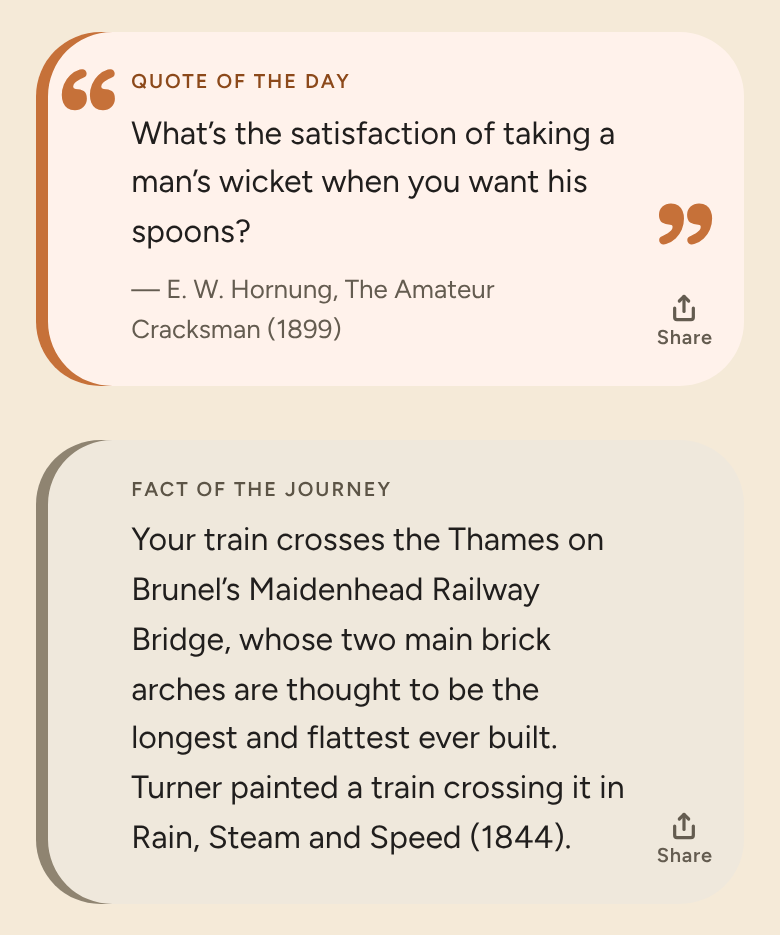 “ QUOTE OF THE DAY
What’s the satisfaction of taking a
man’s wicket when you want his
spoons?
”
— E. W. Hornung, The Amateur
Cracksman (1899)
Share
FACT OF THE JOURNEY
Your train crosses the Thames on
Brunel’s Maidenhead Railway
Bridge, whose two main brick
arches are thought to be the
longest and flattest ever built.
Turner painted a train crossing it in
Rain, Steam and Speed (1844).
Share